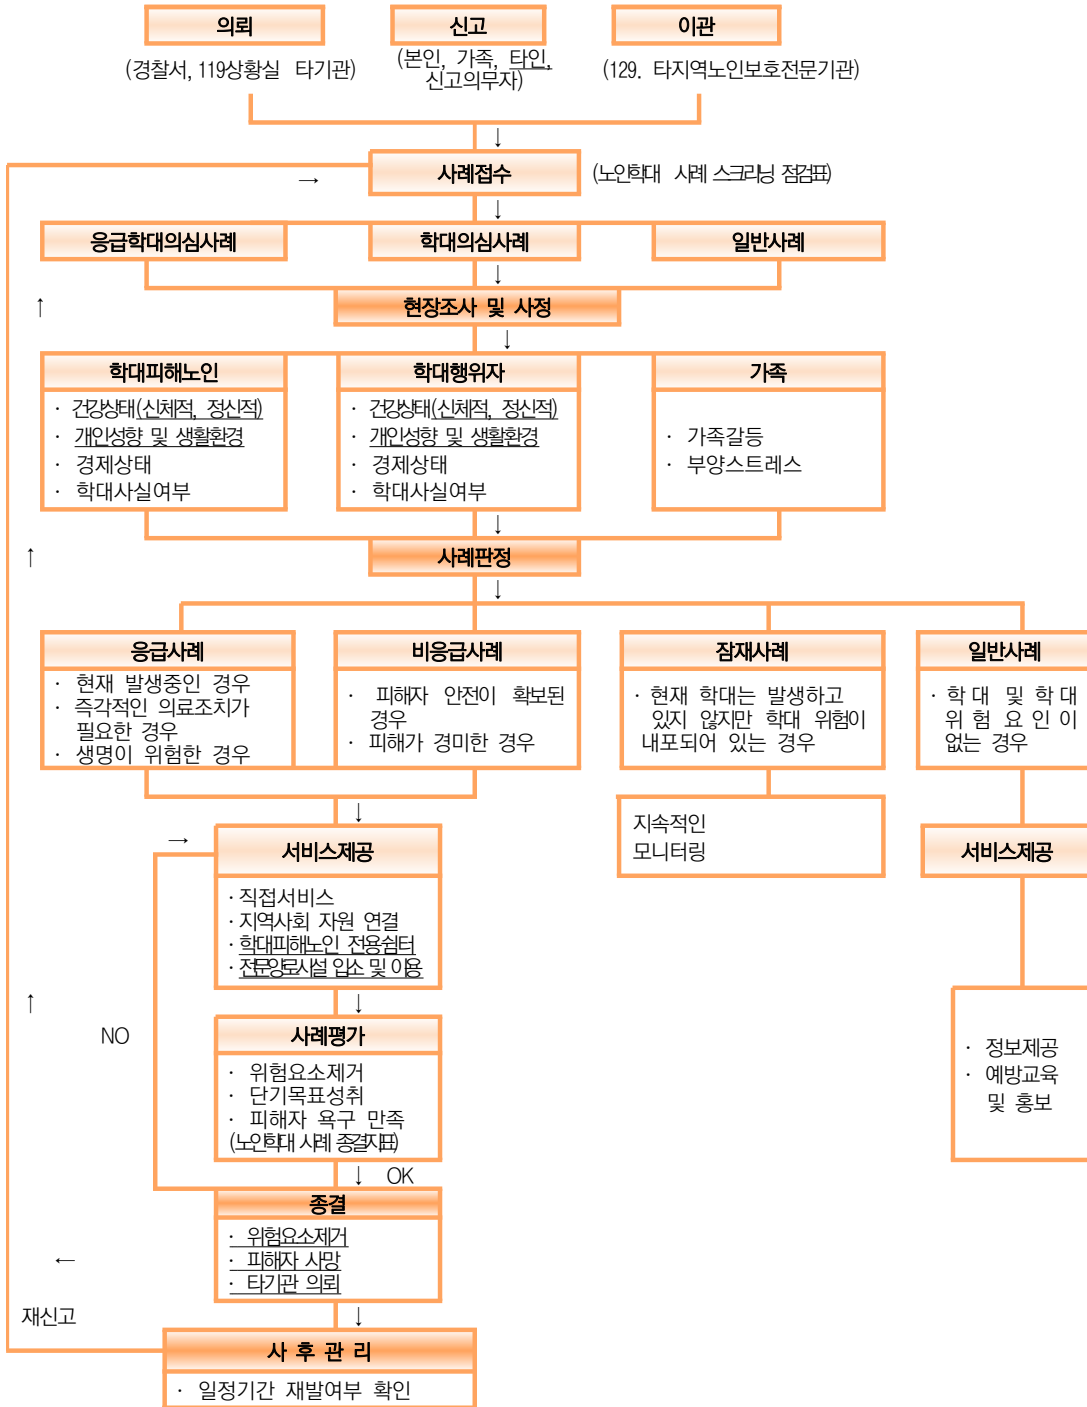 의뢰
신고
이관
(경찰서, 119상황실 타기관)
(본인, 가족, 타인,
신고의무자)
(129. 타지역노인보호전문기관)
↓
→
사례접수
(노인학대 사례 스크리닝 점검표)
↓
응급학대의심사례
학대의심사례
일반사례
↓
↑
현장조사 및 사정
↓
학대피해노인
· 건강상태(신체적, 정신적)
· 개인성향 및 생활환경
· 경제상태
· 학대사실여부
학대행위자
· 건강상태(신체적, 정신적)
· 개인성향 및 생활환경
· 경제상태
· 학대사실여부
가족
· 가족갈등
· 부양스트레스
↓
↑
사례판정
↓
응급사례
· 현재 발생중인 경우
· 즉각적인 의료조치가
필요한 경우
· 생명이 위험한 경우
비응급사례
· 피해자 안전이 확보된
경우
· 피해가 경미한 경우
잠재사례
· 현재 학대는 발생하고
있지 않지만 학대 위험이
내포되어 있는 경우
일반사례
· 학대 및 학대
위험요인이
없는 경우
↓
→
서비스제공
· 직접서비스
· 지역사회 자원 연결
· 학대피해노인 전용쉼터
· 전문양로시설 입소 및 이용
지속적인
모니터링
서비스제공
↓
↑
NO
사례평가
· 위험요소제거
· 단기목표성취
· 피해자 욕구 만족
(노인학대 사례 종결지표)
· 정보제공
· 예방교육
및 홍보
↓ OK
종결
· 위험요소제거
· 피해자 사망
· 타기관 의뢰
←
재신고
↓
사 후 관 리
· 일정기간 재발여부 확인